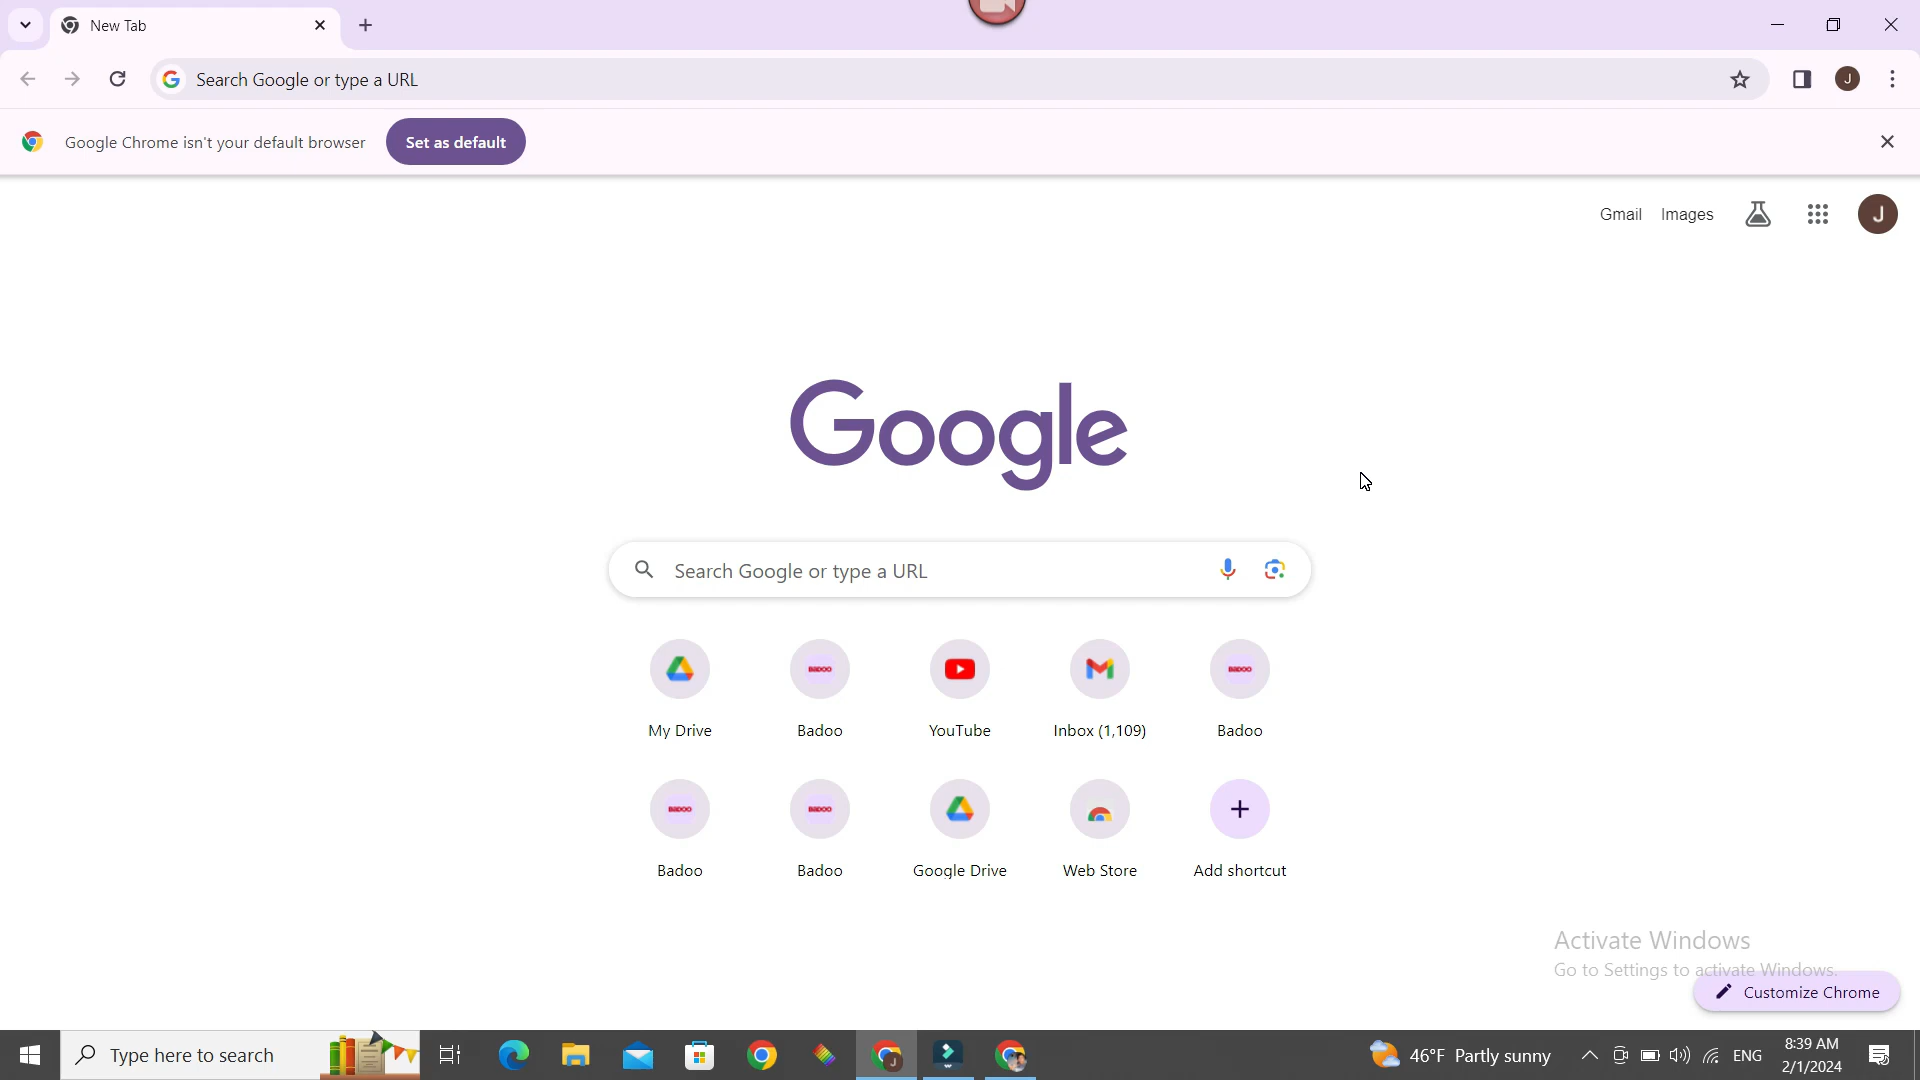 New Tab
Search Google or type a URL
Google Chrome isn't your default browser
Set as default
Gmail
Images
J
Google
Search Google or type a URL
My Drive
Badoo
YouTube
Inbox (1,109)
Badoo
Badoo
Badoo
Google Drive
Web Store
Add shortcut
Activate Windows
Go to Settings to activate Windows.
Customize Chrome
Type here to search
46°F Partly sunny
ENG
8:39 AM
2/1/2024